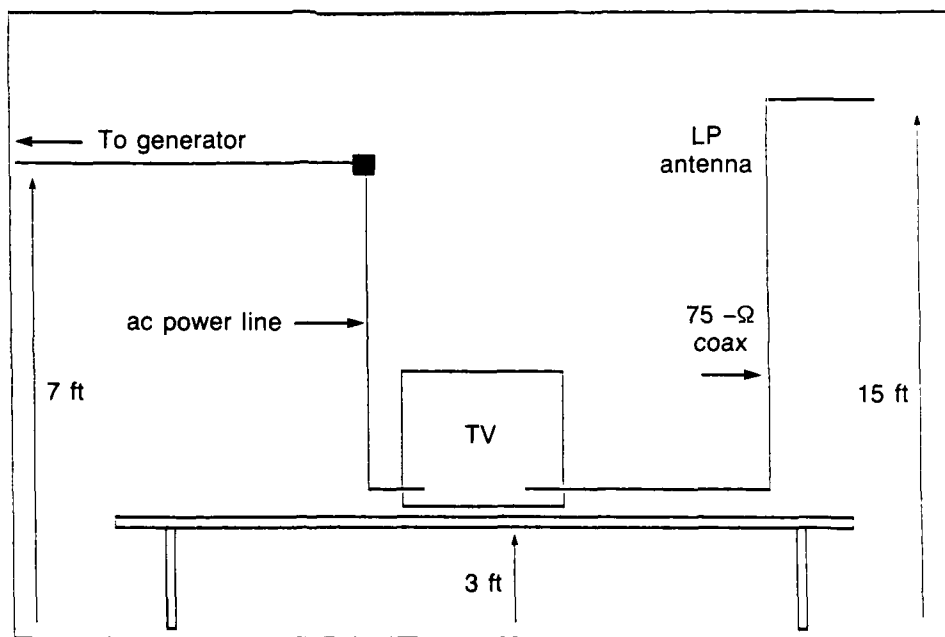 To generator
LP
antenna
ac power line
75 -Ω
coax
7 ft
15 ft
TV
3 ft